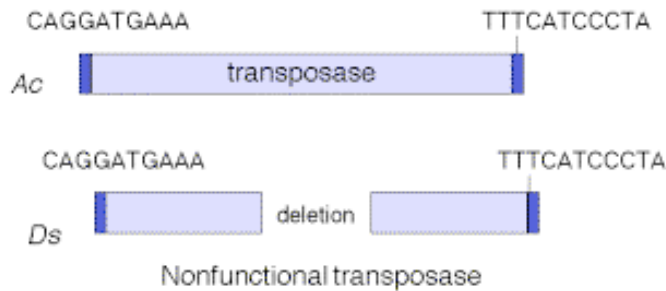 CAGGATGAAA TTTCATCCCTA
Ac transposase
CAGGATGAAA TTTCATCCCTA
Ds deletion
Nonfunctional transposase